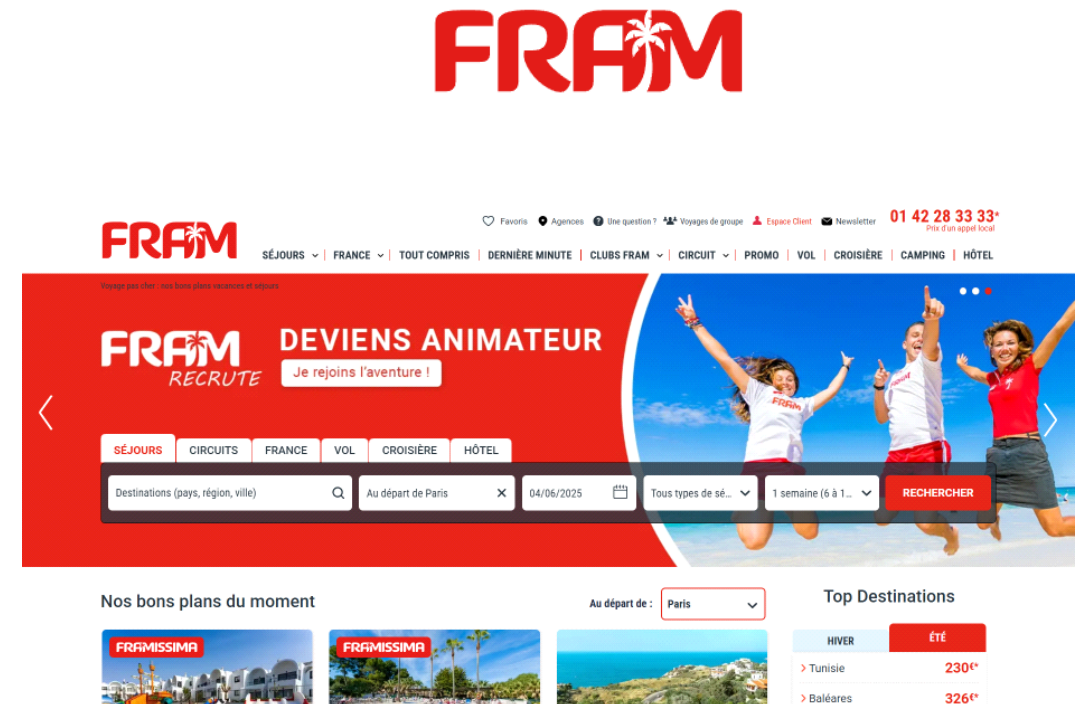 FRAM
Favoris Agences Une question ? Voyages de groupe Espace Client Newsletter 01 42 28 33 33*
Prix d'un appel local
FRAM
SÉJOURS | FRANCE | TOUT COMPRIS | DERNIÈRE MINUTE | CLUBS FRAM | CIRCUIT | PROMO | VOL | CROISIÈRE | CAMPING | HÔTEL
Voyage pas cher : nos bons plans vacances et séjours
FRAM
RECRUTE
DEVIENS ANIMATEUR
Je rejoins l'aventure !
FRAM
SÉJOURS CIRCUITS FRANCE VOL CROISIÈRE HÔTEL
Destinations (pays, région, ville) Au départ de Paris 04/06/2025 Tous types de sé... 1 semaine (6 à 1... RECHERCHER
Nos bons plans du moment
Au départ de : Paris
Top Destinations
FRAMISSIMA FRAMISSIMA
HIVER ÉTÉ
Tunisie 230€*
Baléares 326€*